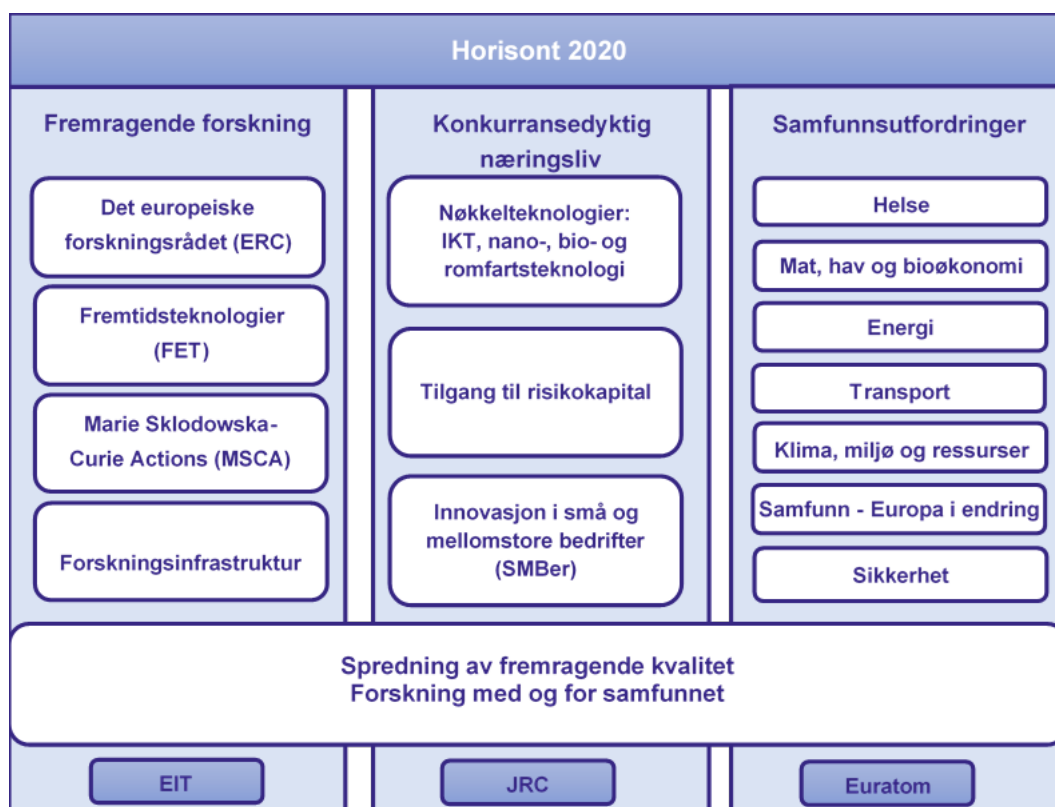 Horisont 2020
Fremragende forskning
Det europeiske
forskningsrådet (ERC)
Fremtidsteknologier
(FET)
Marie Sklodowska-
Curie Actions (MSCA)
Forskningsinfrastruktur
Konkurransedyktig
næringsliv
Nøkkelteknologier:
IKT, nano-, bio- og
romfartsteknologi
Tilgang til risikokapital
Innovasjon i små og
mellomstore bedrifter
(SMBer)
Samfunnsutfordringer
Helse
Mat, hav og bioøkonomi
Energi
Transport
Klima, miljø og ressurser
Samfunn - Europa i endring
Sikkerhet
Spredning av fremragende kvalitet
Forskning med og for samfunnet
EIT
JRC
Euratom